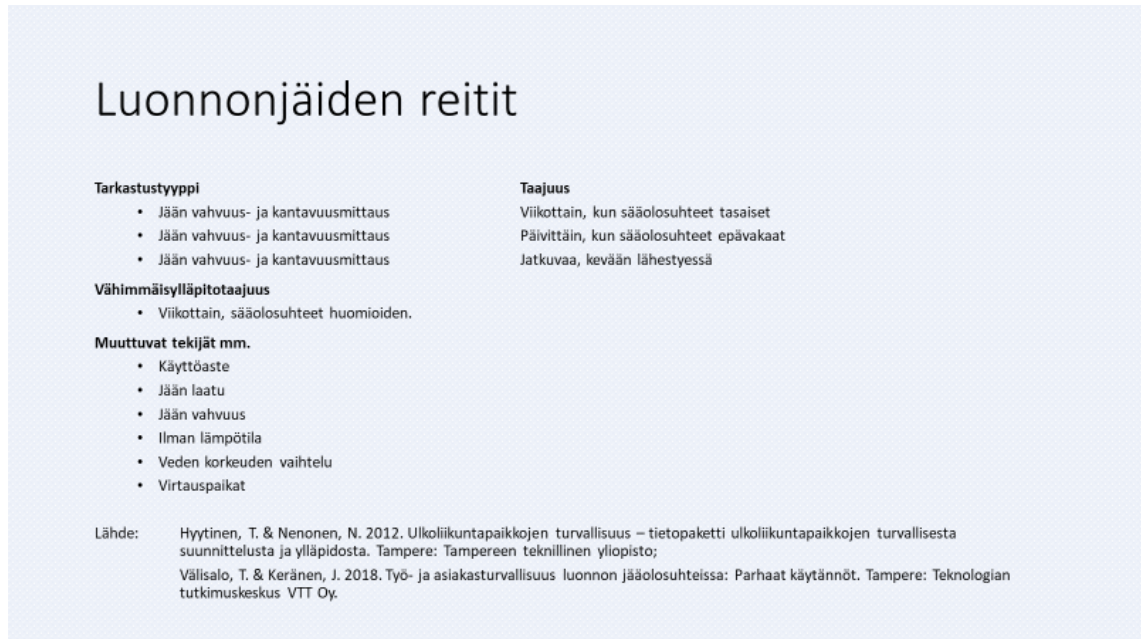 Luonnonjäiden reitit
Tarkastustyyppi Taajuus
• Jään vahvuus- ja kantavuusmittaus Viikottain, kun sääolosuhteet tasaiset
• Jään vahvuus- ja kantavuusmittaus Päivittäin, kun sääolosuhteet epävakaat
• Jään vahvuus- ja kantavuusmittaus Jatkuvaa, kevään lähestyessä
Vähimmäisylläpitotaajuus
• Viikottain, sääolosuhteet huomioiden.
Muuttuvat tekijät mm.
• Käyttöaste
• Jään laatu
• Jään vahvuus
• Ilman lämpötila
• Veden korkeuden vaihtelu
• Virtauspaikat
Lähde: Hyytinen, T. & Nenonen, N. 2012. Ulkoliikuntapaikkojen turvallisuus – tietopaketti ulkoliikuntapaikkojen turvallisesta
suunnittelusta ja ylläpidosta. Tampere: Tampereen teknillinen yliopisto;
Välisalo, T. & Keränen, J. 2018. Työ- ja asiakasturvallisuus luonnon jääolosuhteissa: Parhaat käytännöt. Tampere: Teknologian
tutkimuskeskus VTT Oy.